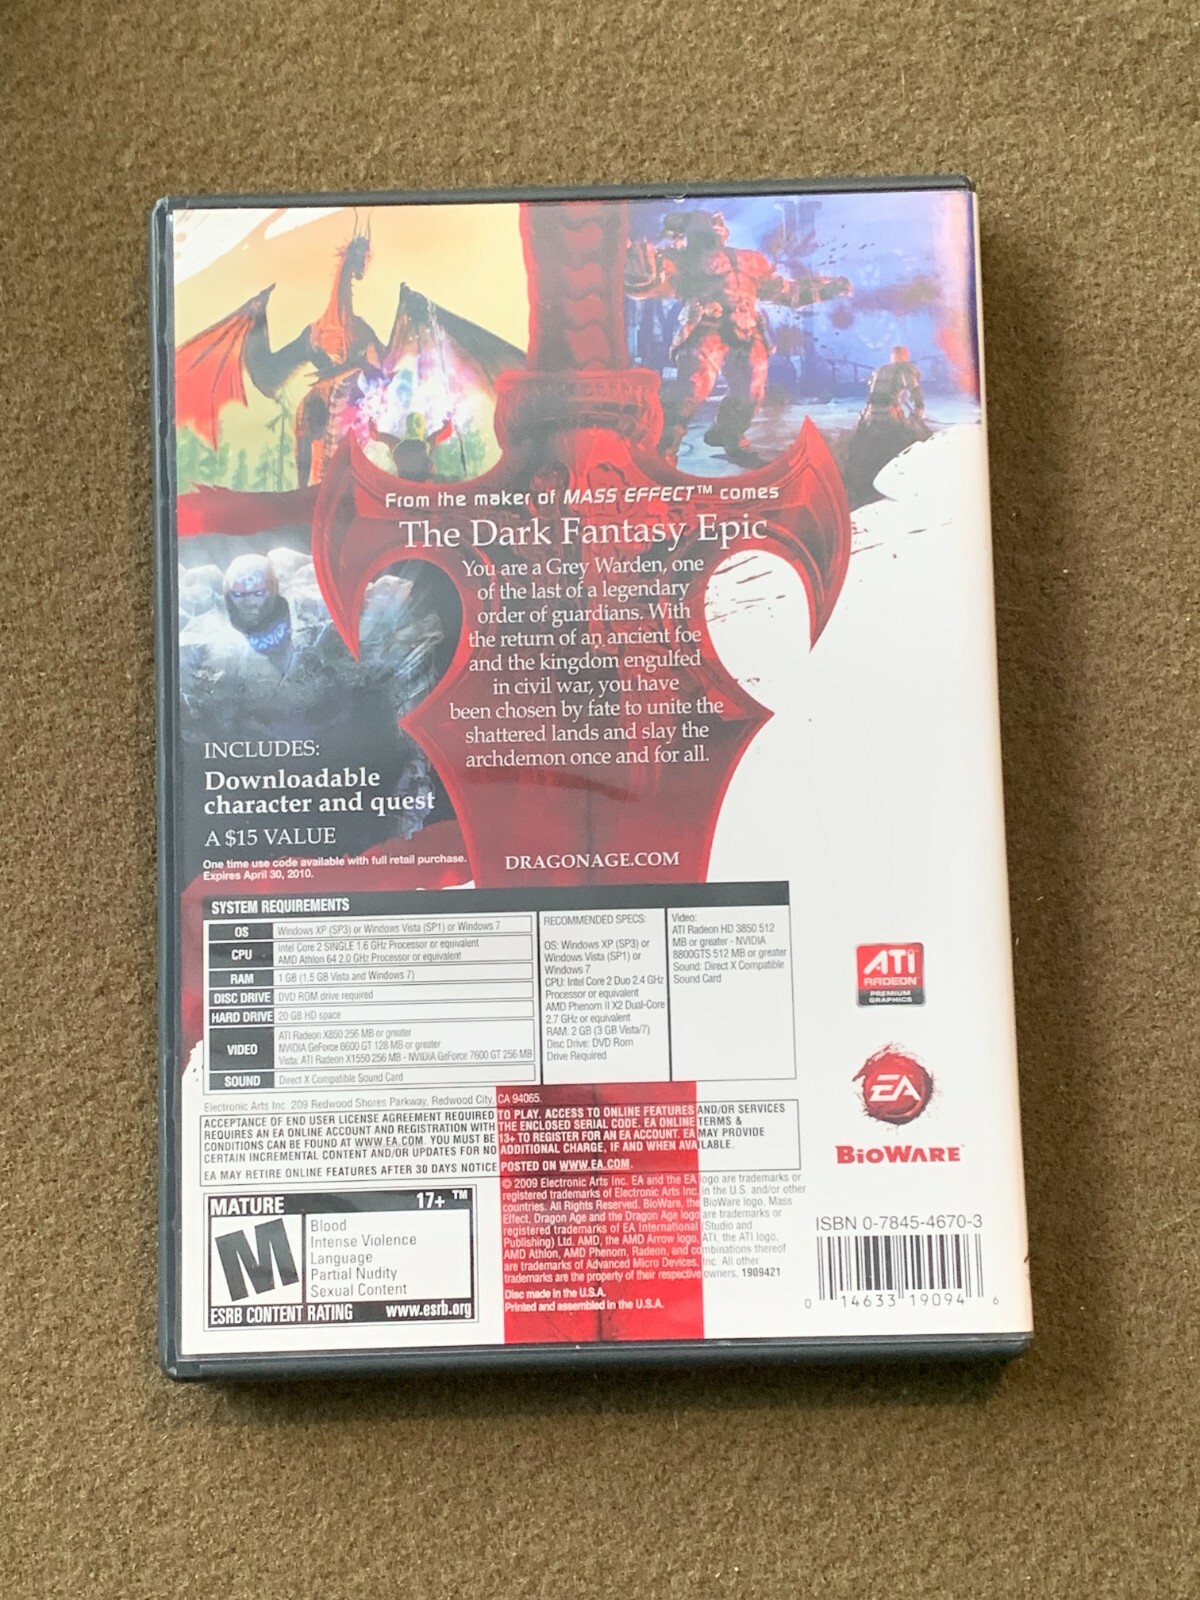 From the maker of MASS EFFECT™ comes
The Dark Fantasy Epic
You are a Grey Warden, one
of the last of a legendary
order of guardians. With
the return of an ancient foe
and the kingdom engulfed
in civil war, you have
been chosen by fate to unite the
shattered lands and slay the
archdemon once and for all.
DRAGONAGE.COM
INCLUDES:
Downloadable
character and quest
A $15 VALUE
One time use code available with full retail purchase.
Expires April 30, 2010.
SYSTEM REQUIREMENTS
OS Windows XP (SP3) or Windows Vista (SP1) or Windows 7
CPU Intel Core 2 SINGLE 1.6 GHz Processor or equivalent
AMD Athlon 64 2.0 GHz Processor or equivalent
RAM 1 GB (1.5 GB Vista and Windows 7)
DISC DRIVE DVD ROM drive required
HARD DRIVE 20 GB HD space
VIDEO ATI Radeon X850 256 MB or greater
NVIDIA GeForce 6600 GT 128 MB or greater
Vista: ATI Radeon X1550 256 MB - NVIDIA GeForce 7600 GT 256 MB
SOUND Direct X Compatible Sound Card
RECOMMENDED SPECS:
OS: Windows XP (SP3) or
Windows Vista (SP1) or
Windows 7
CPU: Intel Core 2 Duo 2.4 GHz
Processor or equivalent
AMD Phenom II X2 Dual-Core
2.7 GHz or equivalent
RAM: 2 GB (3 GB Vista/7)
Disc Drive: DVD Rom
Drive Required
Video:
ATI Radeon HD 3850 512
MB or greater - NVIDIA
8800GTS 512 MB or greater
Sound: Direct X Compatible
Sound Card
ATI
RADEON
PREMIUM
GRAPHICS
EA
BIOWARE™
Electronic Arts Inc. 209 Redwood Shores Parkway, Redwood City, CA 94065.
ACCEPTANCE OF END USER LICENSE AGREEMENT REQUIRED TO PLAY. ACCESS TO ONLINE FEATURES AND/OR SERVICES
REQUIRES AN EA ONLINE ACCOUNT AND REGISTRATION WITH THE ENCLOSED SERIAL CODE. EA ONLINE TERMS &
CONDITIONS CAN BE FOUND AT WWW.EA.COM. YOU MUST BE 13+ TO REGISTER FOR AN EA ACCOUNT. EA MAY PROVIDE
CERTAIN INCREMENTAL CONTENT AND/OR UPDATES FOR NO ADDITIONAL CHARGE, IF AND WHEN AVAILABLE.
EA MAY RETIRE ONLINE FEATURES AFTER 30 DAYS NOTICE POSTED ON WWW.EA.COM.
MATURE 17+ ™
M
Blood
Intense Violence
Language
Partial Nudity
Sexual Content
ESRB CONTENT RATING www.esrb.org
© 2009 Electronic Arts Inc. EA and the EA logo are trademarks or
registered trademarks of Electronic Arts Inc. in the U.S. and/or other
countries. All Rights Reserved. BioWare, the BioWare logo, Mass
Effect, Dragon Age and the Dragon Age logo are trademarks or
registered trademarks of EA International (Studio and
Publishing) Ltd. AMD, the AMD Arrow logo, ATI, the ATI logo,
AMD Athlon, AMD Phenom, Radeon, and combinations thereof
are trademarks of Advanced Micro Devices, Inc. All other
trademarks are the property of their respective owners. 1909421
Disc made in the U.S.A.
Printed and assembled in the U.S.A.
ISBN 0-7845-4670-3
0 14633 19094 6